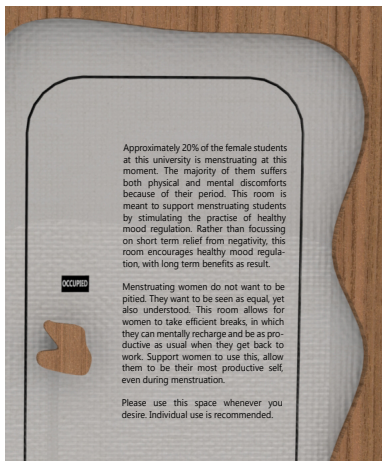 Approximately 20% of the female students
at this university is menstruating at this
moment. The majority of them suffers
both physical and mental discomforts
because of their period. This room is
meant to support menstruating students
by stimulating the practise of healthy
mood regulation. Rather than focussing
on short term relief from negativity, this
room encourages healthy mood regula-
tion, with long term benefits as result.
OCCUPIED
Menstruating women do not want to be
pitied. They want to be seen as equal, yet
also understood. This room allows for
women to take efficient breaks, in which
they can mentally recharge and be as pro-
ductive as usual when they get back to
work. Support women to use this, allow
them to be their most productive self,
even during menstruation.
Please use this space whenever you
desire. Individual use is recommended.